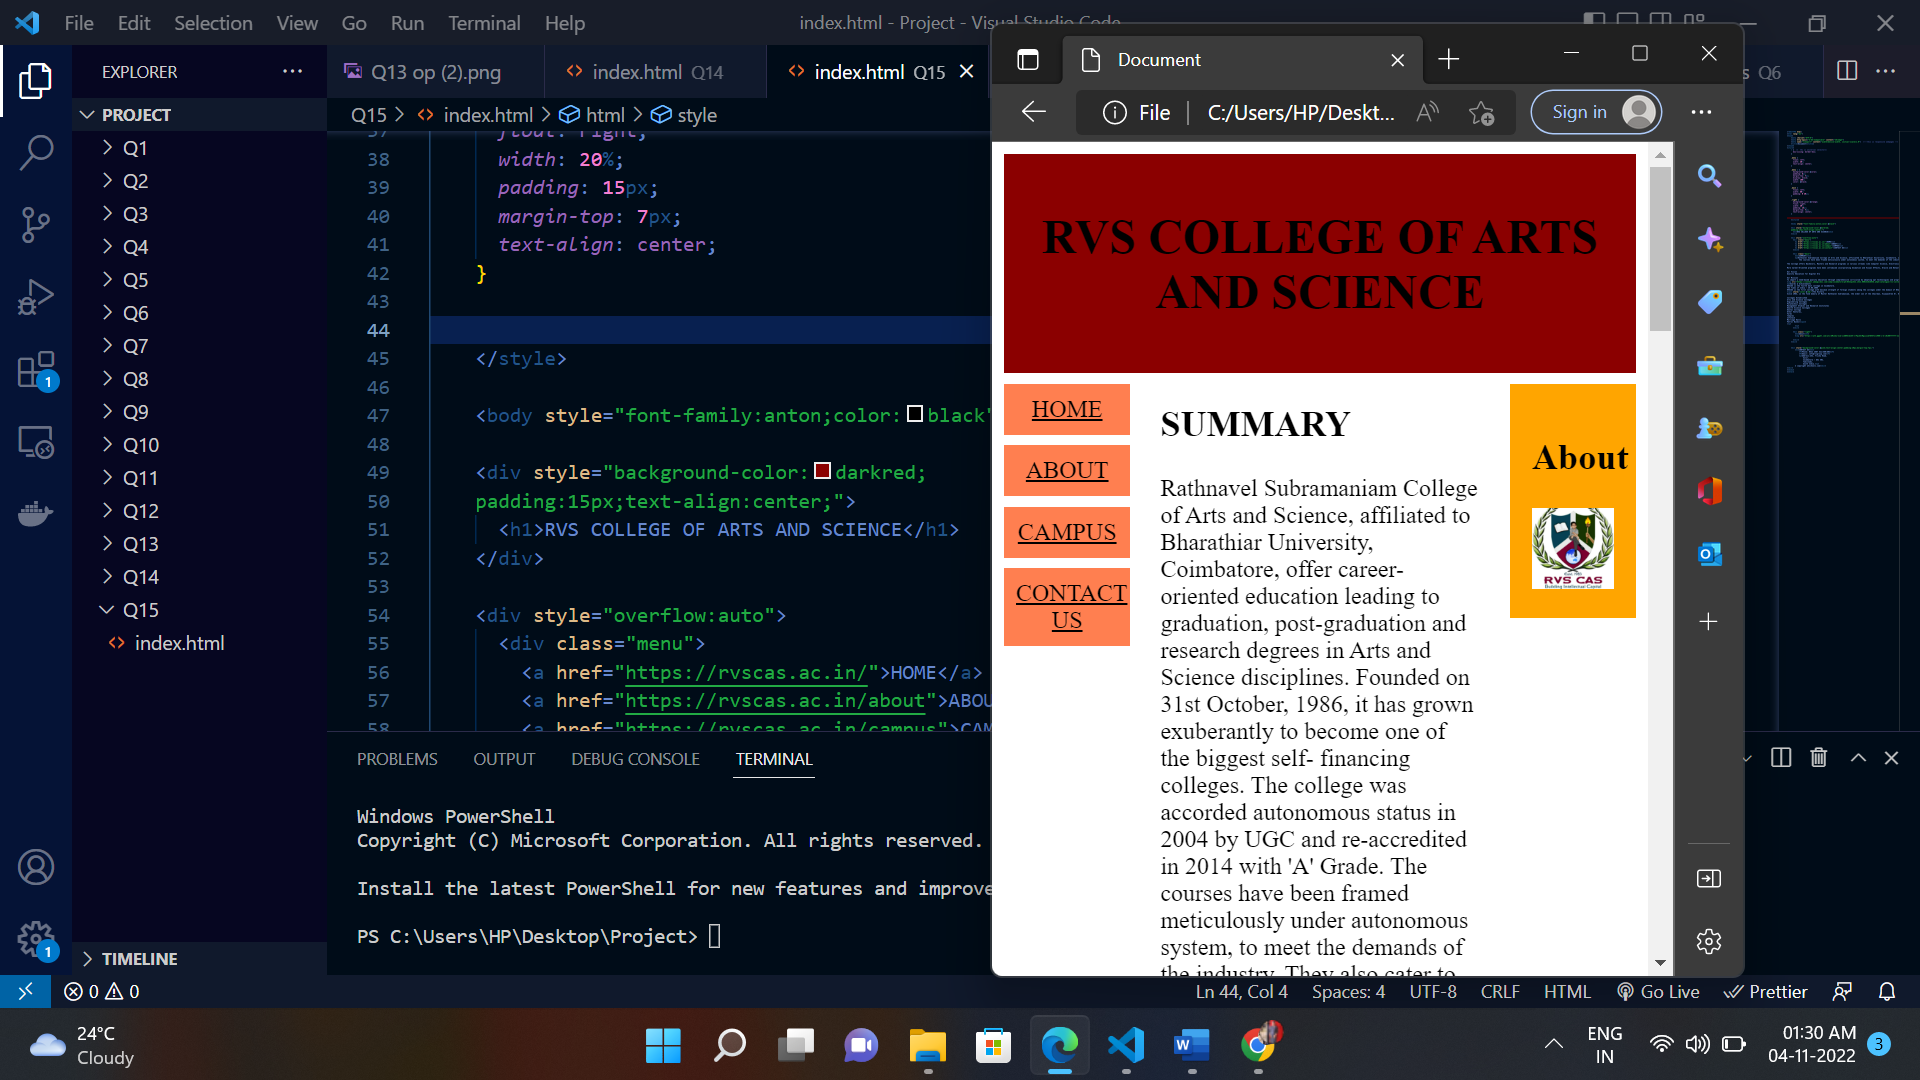 File Edit Selection View Go Run Terminal Help
index.html - Project - Visual Studio Code
EXPLORER
PROJECT
Q1
Q2
Q3
Q4
Q5
Q6
Q7
Q8
Q9
Q10
Q11
Q12
Q13
Q14
Q15
index.html
TIMELINE
1
1
Q13 op (2).png
index.html Q14
index.html Q15
s Q6
Q15 > index.html > html > style
37 float: right;
38 width: 20%;
39 padding: 15px;
40 margin-top: 7px;
41 text-align: center;
42 }
43
44
45 </style>
46
47 <body style="font-family:anton;color:black"
48
49 <div style="background-color:darkred;
50 padding:15px;text-align:center;">
51 <h1>RVS COLLEGE OF ARTS AND SCIENCE</h1>
52 </div>
53
54 <div style="overflow:auto">
55 <div class="menu">
56 <a href="https://rvscas.ac.in/">HOME</a>
57 <a href="https://rvscas.ac.in/about">ABOU
58 <a href="https://rvscas.ac.in/campus">CAM
PROBLEMS OUTPUT DEBUG CONSOLE TERMINAL
Windows PowerShell
Copyright (C) Microsoft Corporation. All rights reserved.
Install the latest PowerShell for new features and improve
PS C:\Users\HP\Desktop\Project>
Document
File C:/Users/HP/Deskt... Sign in
RVS COLLEGE OF ARTS
AND SCIENCE
HOME
ABOUT
CAMPUS
CONTACT
US
SUMMARY
Rathnavel Subramaniam College
of Arts and Science, affiliated to
Bharathiar University,
Coimbatore, offer career-
oriented education leading to
graduation, post-graduation and
research degrees in Arts and
Science disciplines. Founded on
31st October, 1986, it has grown
exuberantly to become one of
the biggest self- financing
colleges. The college was
accorded autonomous status in
2004 by UGC and re-accredited
in 2014 with 'A' Grade. The
courses have been framed
meticulously under autonomous
system, to meet the demands of
the industry. They also cater to
About
RVS CAS
0 0
Ln 44, Col 4 Spaces: 4 UTF-8 CRLF HTML Go Live Prettier
24°C
Cloudy
ENG
IN
01:30 AM
04-11-2022
3